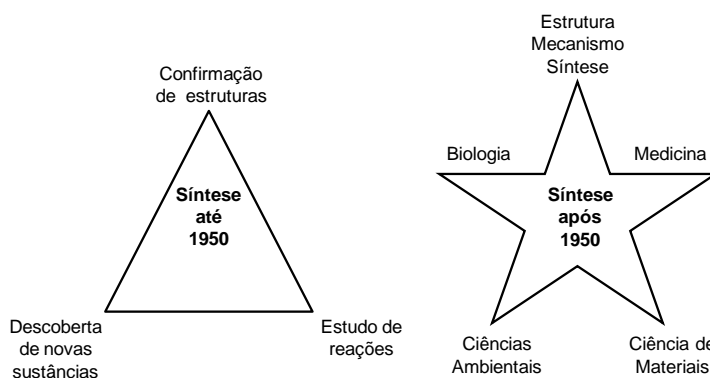 Confirmação
de estruturas
Síntese
até
1950
Descoberta
de novas
sustâncias
Estudo de
reações
Estrutura
Mecanismo
Síntese
Biologia
Medicina
Síntese
após
1950
Ciências
Ambientais
Ciência de
Materiais